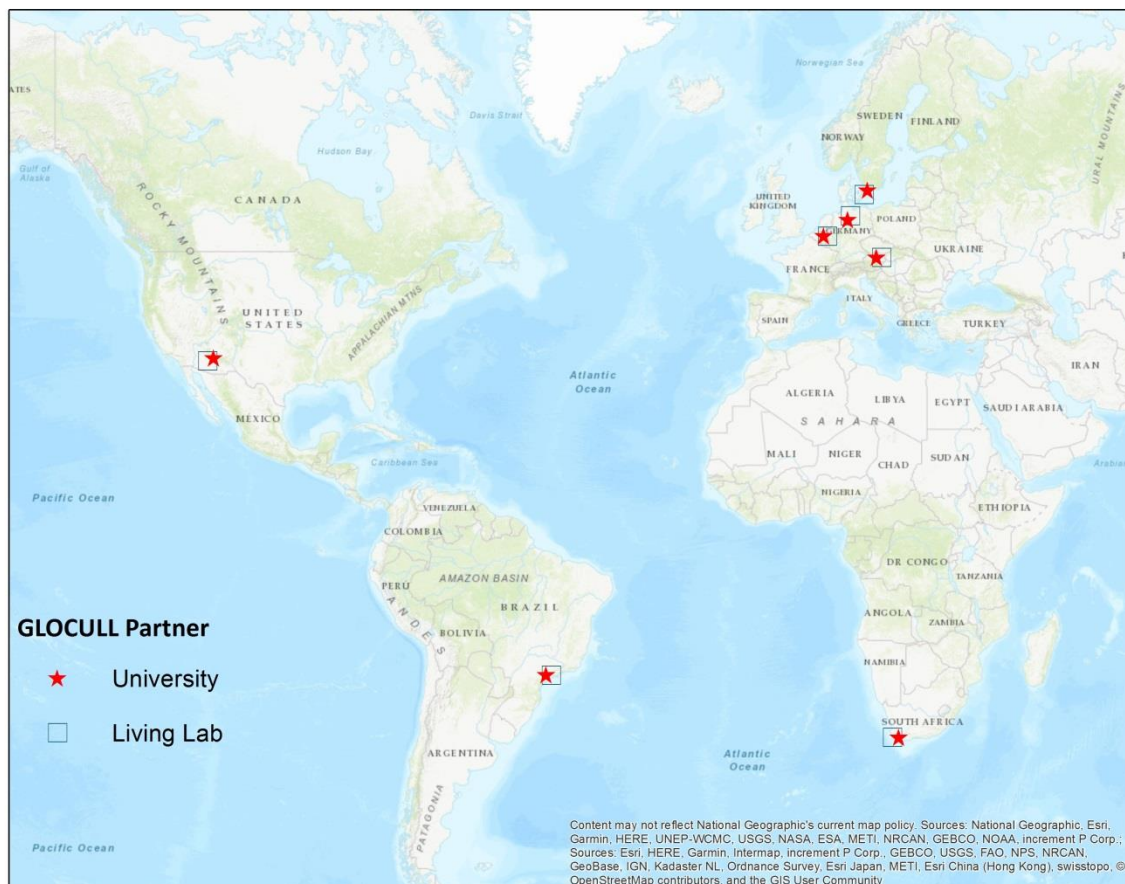 ATES
Gulf of
Alaska
ROCKY MOUNTAINS
CANADA
Hudson Bay
Davis Strait
Norwegian Sea
SWEDEN
FINLAND
NORWAY
URAL MOUNTAINS
UNITED
KINGDOM
POLAND
GERMANY
UKRAINE
FRANCE
ITALY
SPAIN
GREECE
TURKEY
UNITED
STATES
APPALACHIAN MTNS
MÉXICO
Atlantic
Ocean
IRAN
ALGERIA
LIBYA
EGYPT
SAUDI ARABIA
SAHARA
MALI
NIGER
CHAD
SUDAN
Arabian
Caribbean Sea
Pacific Ocean
NIGERIA
ETHIOPIA
VENEZUELA
COLOMBIA
DR CONGO
TANZANIA
PERU
AMAZON BASIN
BRAZIL
ANDES
BOLIVIA
ANGOLA
ZAMBIA
NAMIBIA
SOUTH AFRICA
ARGENTINA
PATAGONIA
Atlantic
Ocean
Pacific Ocean
GLOCULL Partner
University
Living Lab
Content may not reflect National Geographic's current map policy. Sources: National Geographic, Esri,
Garmin, HERE, UNEP-WCMC, USGS, NASA, ESA, METI, NRCAN, GEBCO, NOAA, increment P Corp.;
Sources: Esri, HERE, Garmin, Intermap, increment P Corp., GEBCO, USGS, FAO, NPS, NRCAN,
GeoBase, IGN, Kadaster NL, Ordnance Survey, Esri Japan, METI, Esri China (Hong Kong), swisstopo, ©
OpenStreetMap contributors, and the GIS User Community